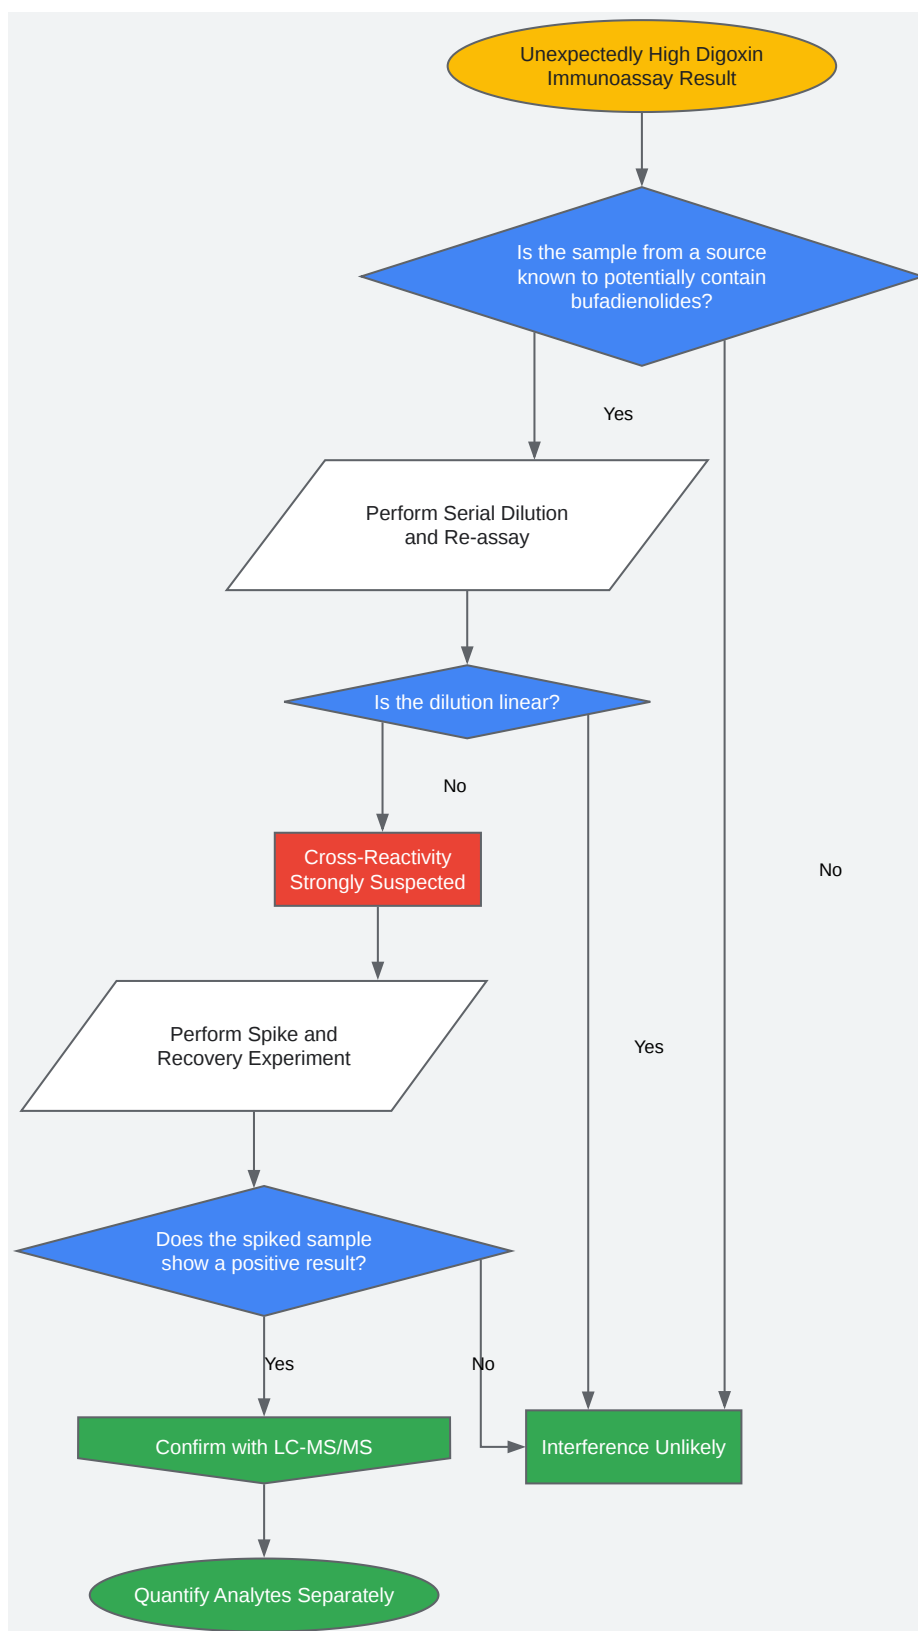 Unexpectedly High Digoxin
Immunoassay Result
Is the sample from a source
known to potentially contain
bufadienolides?
Yes
Perform Serial Dilution
and Re-assay
Is the dilution linear?
No
Cross-Reactivity
Strongly Suspected
No
Perform Spike and
Recovery Experiment
Yes
Does the spiked sample
show a positive result?
Yes
No
Confirm with LC-MS/MS
Interference Unlikely
Quantify Analytes Separately